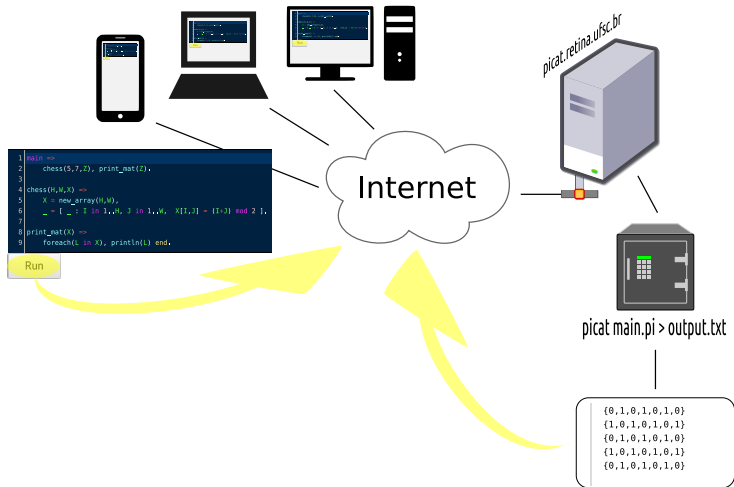 picat.retina.ufsc.br
Internet
1 main =>
2 chess(5,7,Z), print_mat(Z).
3
4 chess(H,W,X) =>
5 X = new_array(H,W),
6 _ = [ _ : I in 1..H, J in 1..W, X[I,J] = (I+J) mod 2 ].
7
8 print_mat(X) =>
9 foreach(L in X), println(L) end.
Run
picat main.pi > output.txt
{0,1,0,1,0,1,0}
{1,0,1,0,1,0,1}
{0,1,0,1,0,1,0}
{1,0,1,0,1,0,1}
{0,1,0,1,0,1,0}